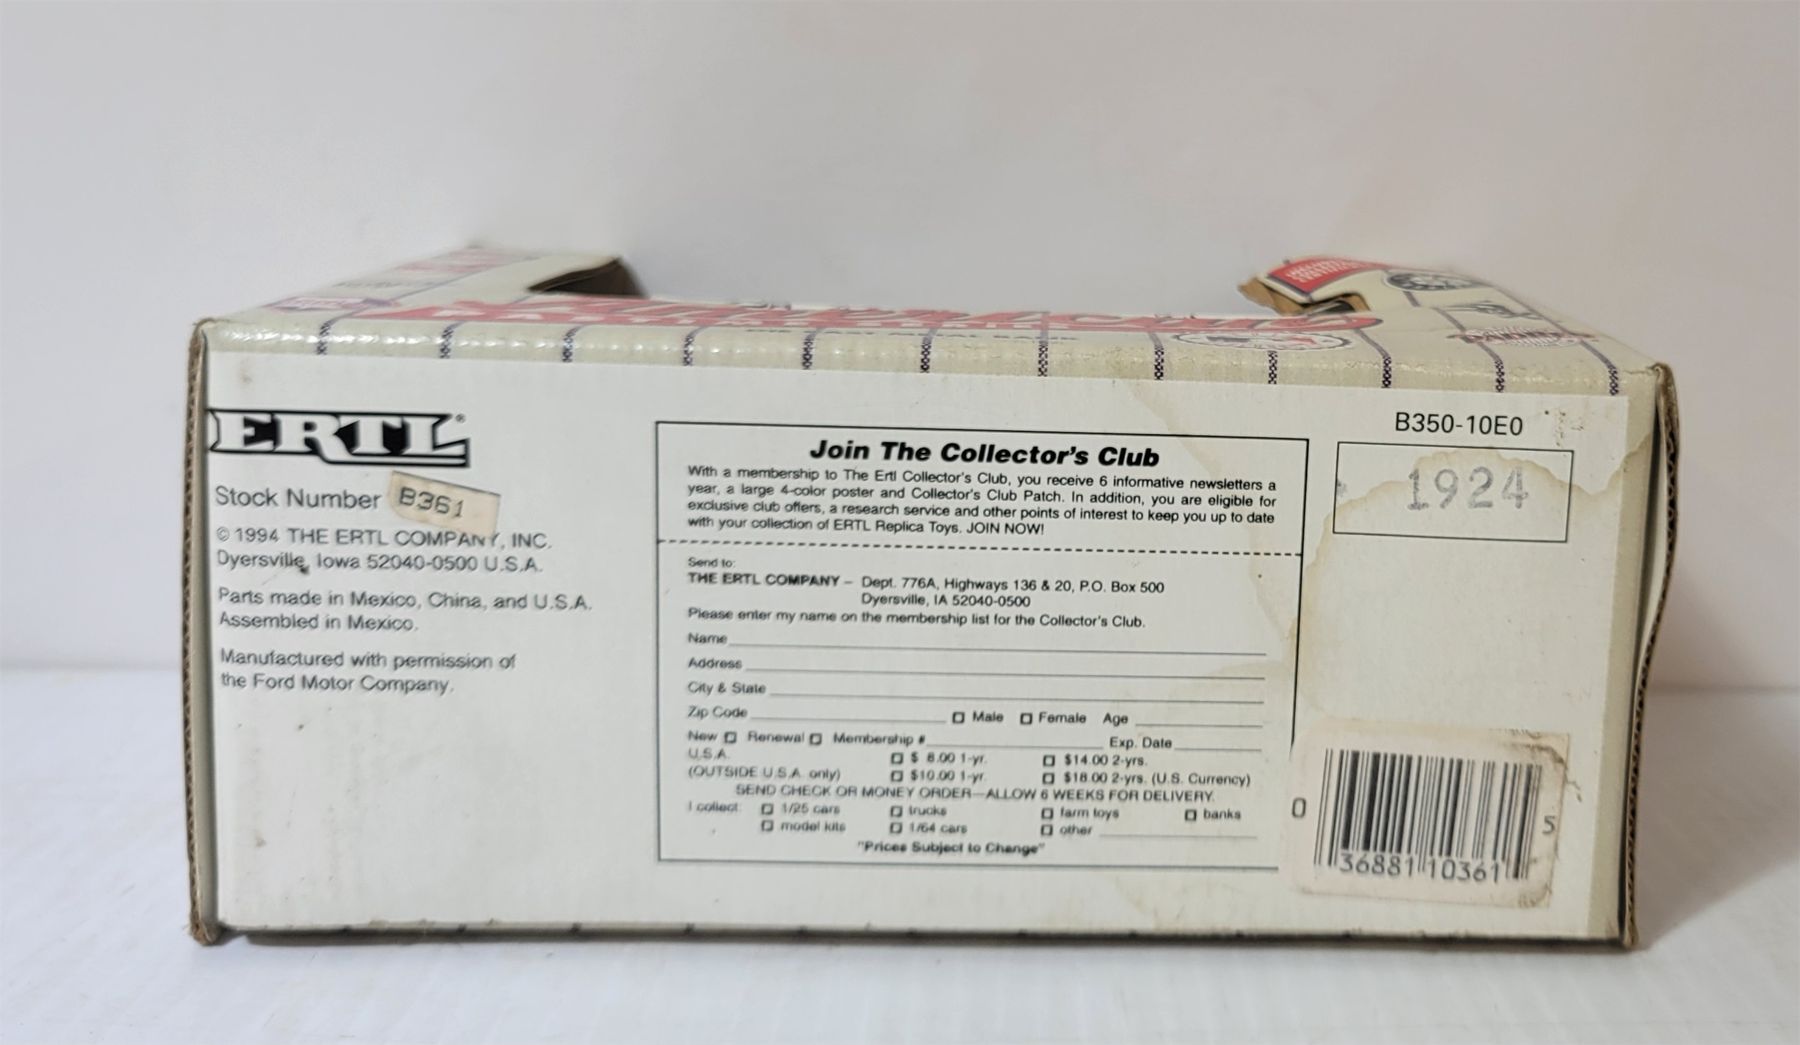 ERTL®
Stock Number B361
© 1994 THE ERTL COMPANY, INC.
Dyersville, Iowa 52040-0500 U.S.A.
Parts made in Mexico, China, and U.S.A.
Assembled in Mexico.
Manufactured with permission of
the Ford Motor Company.
Join The Collector's Club
With a membership to The Ertl Collector's Club, you receive 6 informative newsletters a
year, a large 4-color poster and Collector's Club Patch. In addition, you are eligible for
exclusive club offers, a research service and other points of interest to keep you up to date
with your collection of ERTL Replica Toys. JOIN NOW!
Send to:
THE ERTL COMPANY – Dept. 776A, Highways 136 & 20, P.O. Box 500
Dyersville, IA 52040-0500
Please enter my name on the membership list for the Collector's Club.
Name
Address
City & State
Zip Code Male Female Age
New Renewal Membership # Exp. Date
U.S.A. $ 8.00 1-yr. $14.00 2-yrs.
(OUTSIDE U.S.A. only) $10.00 1-yr. $18.00 2-yrs. (U.S. Currency)
SEND CHECK OR MONEY ORDER—ALLOW 6 WEEKS FOR DELIVERY.
I collect: 1/25 cars trucks farm toys banks
model kits 1/64 cars other
"Prices Subject to Change"
B350-10E0
1924
0 36881 10361 5